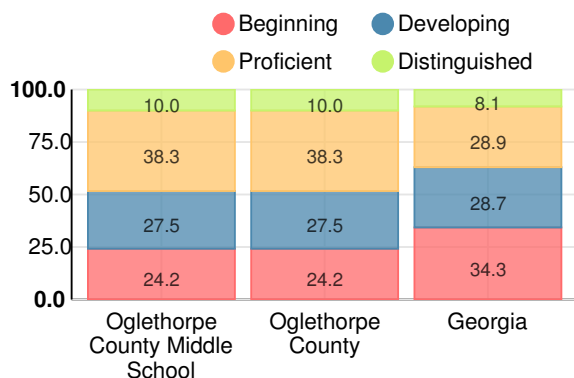 Beginning Developing
Proficient Distinguished
100.0
75.0
50.0
25.0
0.0
10.0 10.0 8.1
38.3 38.3 28.9
27.5 27.5 28.7
24.2 24.2 34.3
Oglethorpe Oglethorpe Georgia
County Middle County
School